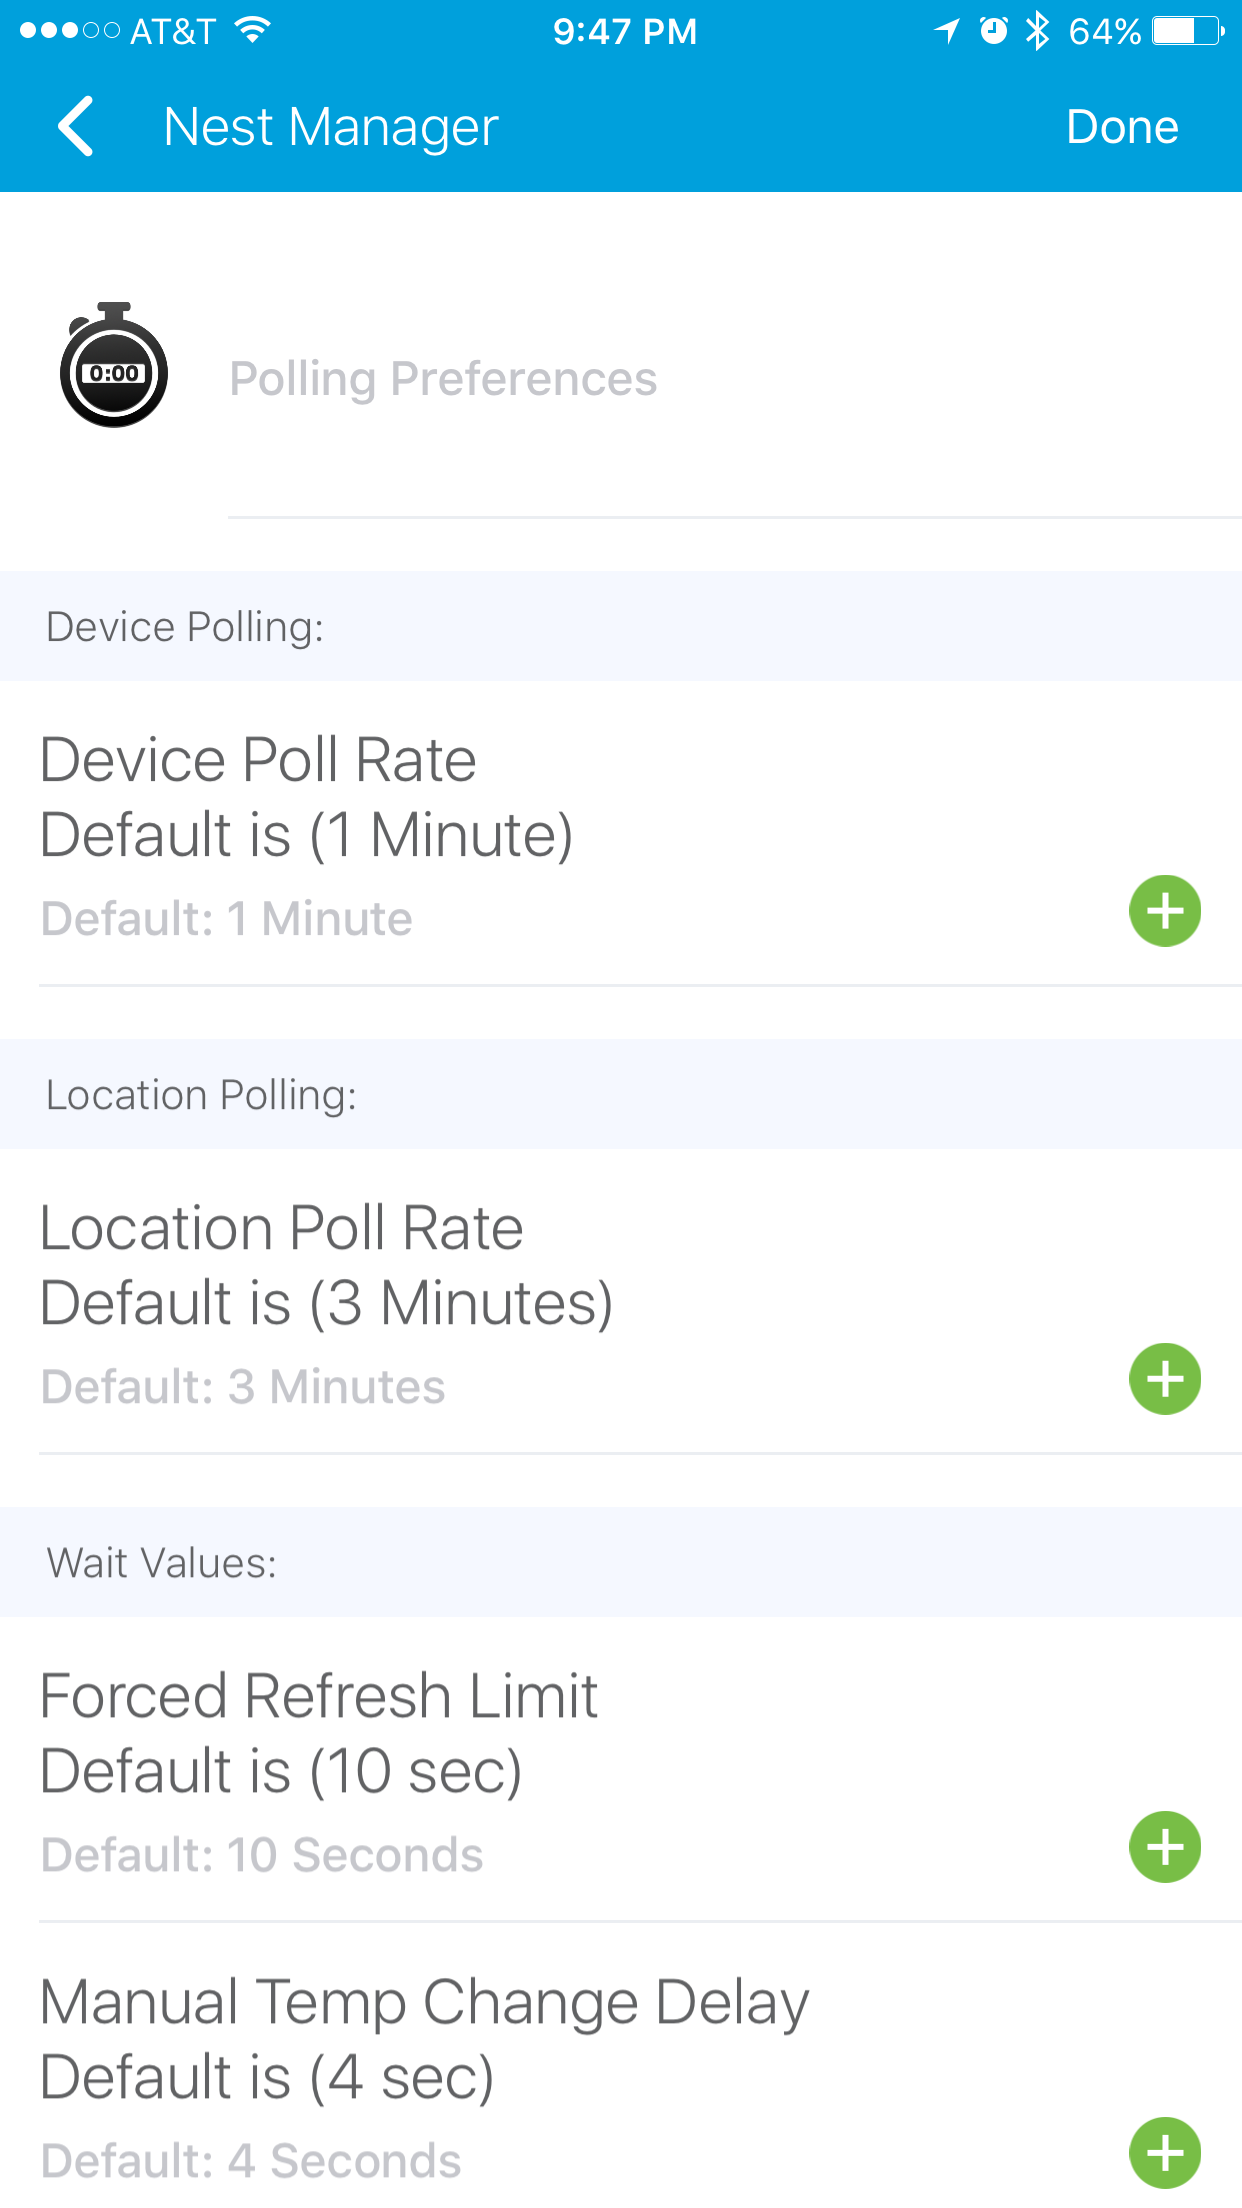 AT&T 9:47 PM 64%
Nest Manager Done
0:00
Polling Preferences
Device Polling:
Device Poll Rate
Default is (1 Minute)
Default: 1 Minute
Location Polling:
Location Poll Rate
Default is (3 Minutes)
Default: 3 Minutes
Wait Values:
Forced Refresh Limit
Default is (10 sec)
Default: 10 Seconds
Manual Temp Change Delay
Default is (4 sec)
Default: 4 Seconds